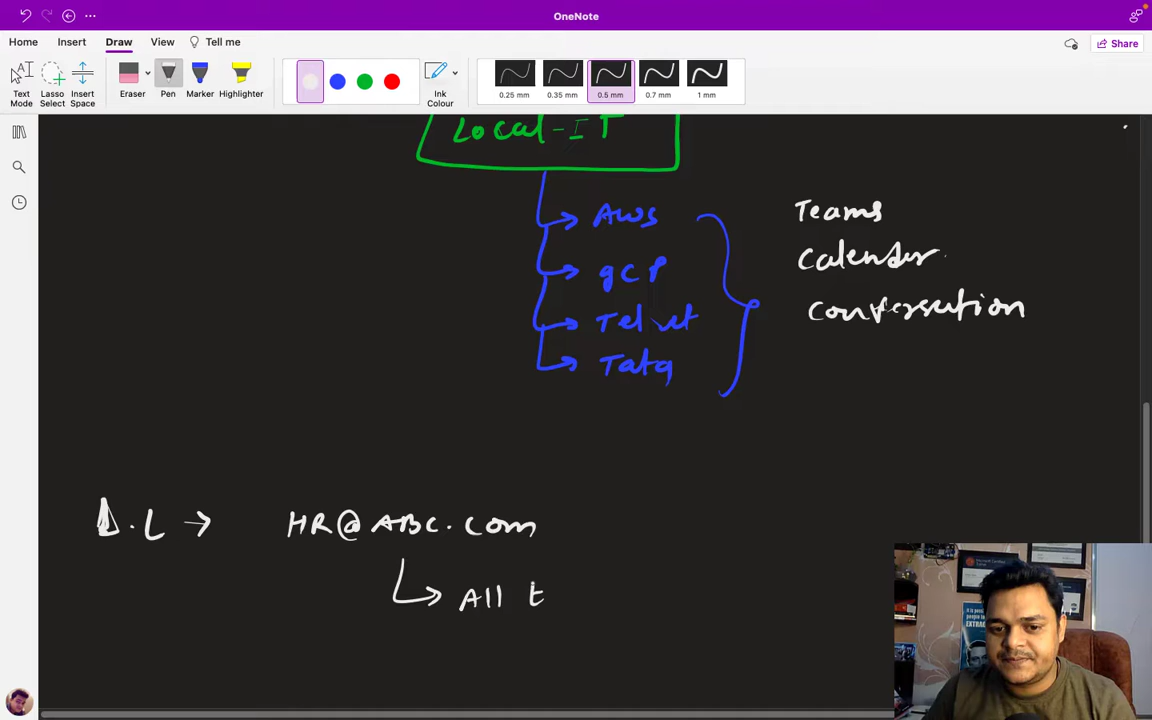 OneNote
Home Insert Draw View Tell me
Share
Text Mode
Lasso Select
Insert Space
Eraser
Pen
Marker
Highlighter
Ink Colour
0.25 mm
0.35 mm
0.5 mm
0.7 mm
1 mm
Local-IT
Aws
gcp
Tel
Tata
Teams
Calender
Conversation
D.L → HR@ABC.com
All t